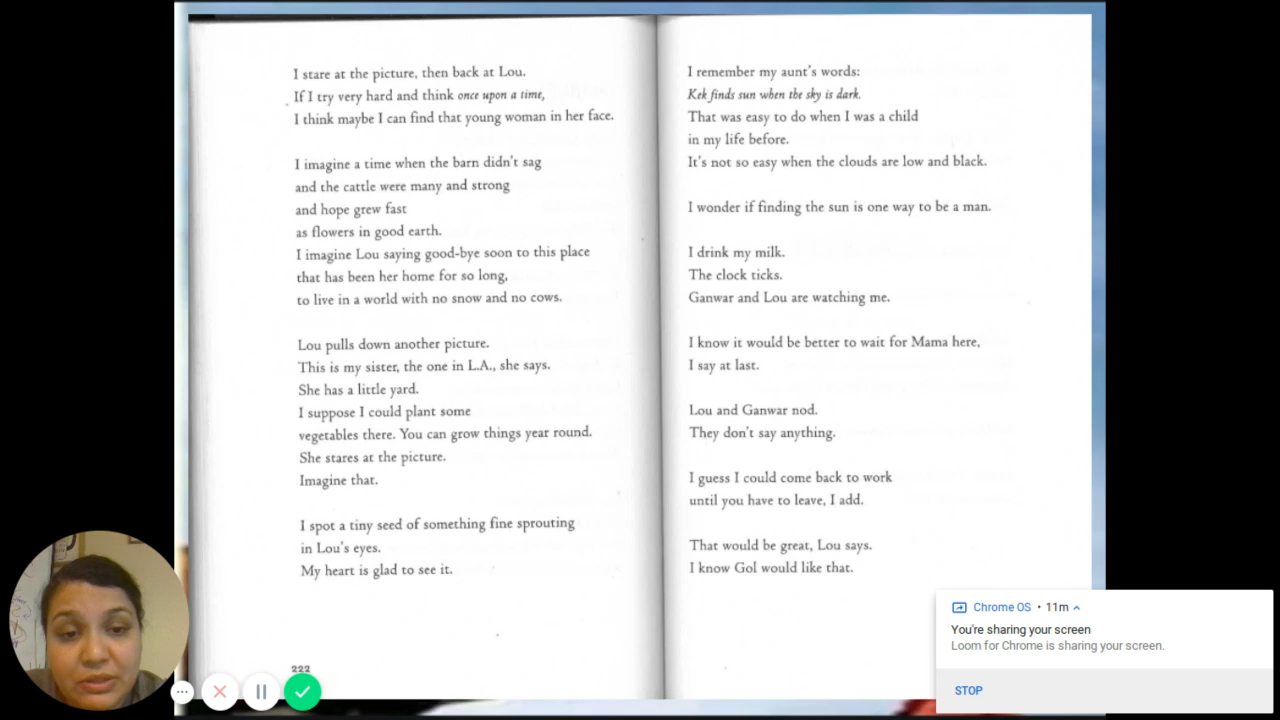 I stare at the picture, then back at Lou.
If I try very hard and think once upon a time,
I think maybe I can find that young woman in her face.
I imagine a time when the barn didn't sag
and the cattle were many and strong
and hope grew fast
as flowers in good earth.
I imagine Lou saying good-bye soon to this place
that has been her home for so long,
to live in a world with no snow and no cows.
Lou pulls down another picture.
This is my sister, the one in L.A., she says.
She has a little yard.
I suppose I could plant some
vegetables there. You can grow things year round.
She stares at the picture.
Imagine that.
I spot a tiny seed of something fine sprouting
in Lou's eyes.
My heart is glad to see it.
222
I remember my aunt's words:
Kek finds sun when the sky is dark.
That was easy to do when I was a child
in my life before.
It's not so easy when the clouds are low and black.
I wonder if finding the sun is one way to be a man.
I drink my milk.
The clock ticks.
Ganwar and Lou are watching me.
I know it would be better to wait for Mama here,
I say at last.
Lou and Ganwar nod.
They don't say anything.
I guess I could come back to work
until you have to leave, I add.
That would be great, Lou says.
I know Gol would like that.
Chrome OS • 11m
You're sharing your screen
Loom for Chrome is sharing your screen.
STOP